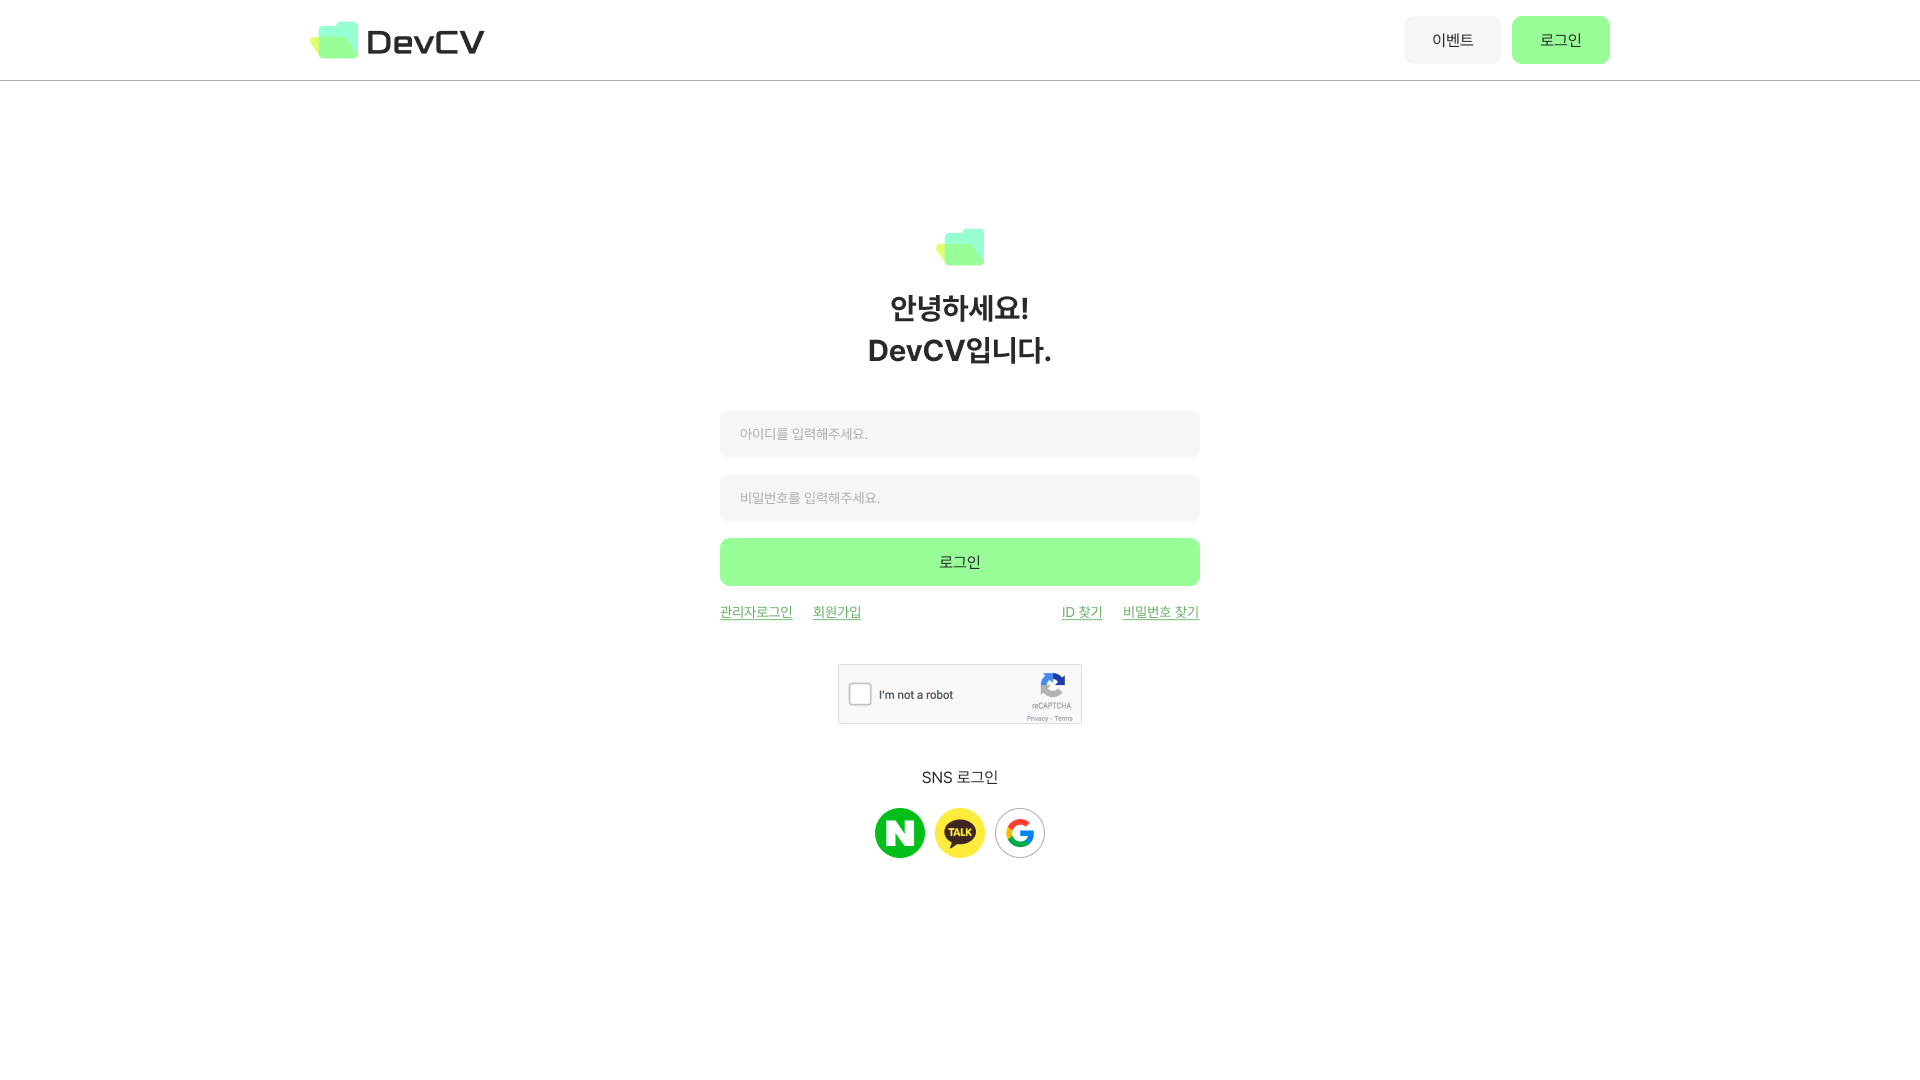 DevCV
이벤트
로그인
안녕하세요!
DevCV입니다.
아이디를 입력해주세요.
비밀번호를 입력해주세요.
로그인
관리자로그인 회원가입 ID 찾기 비밀번호 찾기
I'm not a robot
reCAPTCHA
Privacy - Terms
SNS 로그인
N
TALK
G